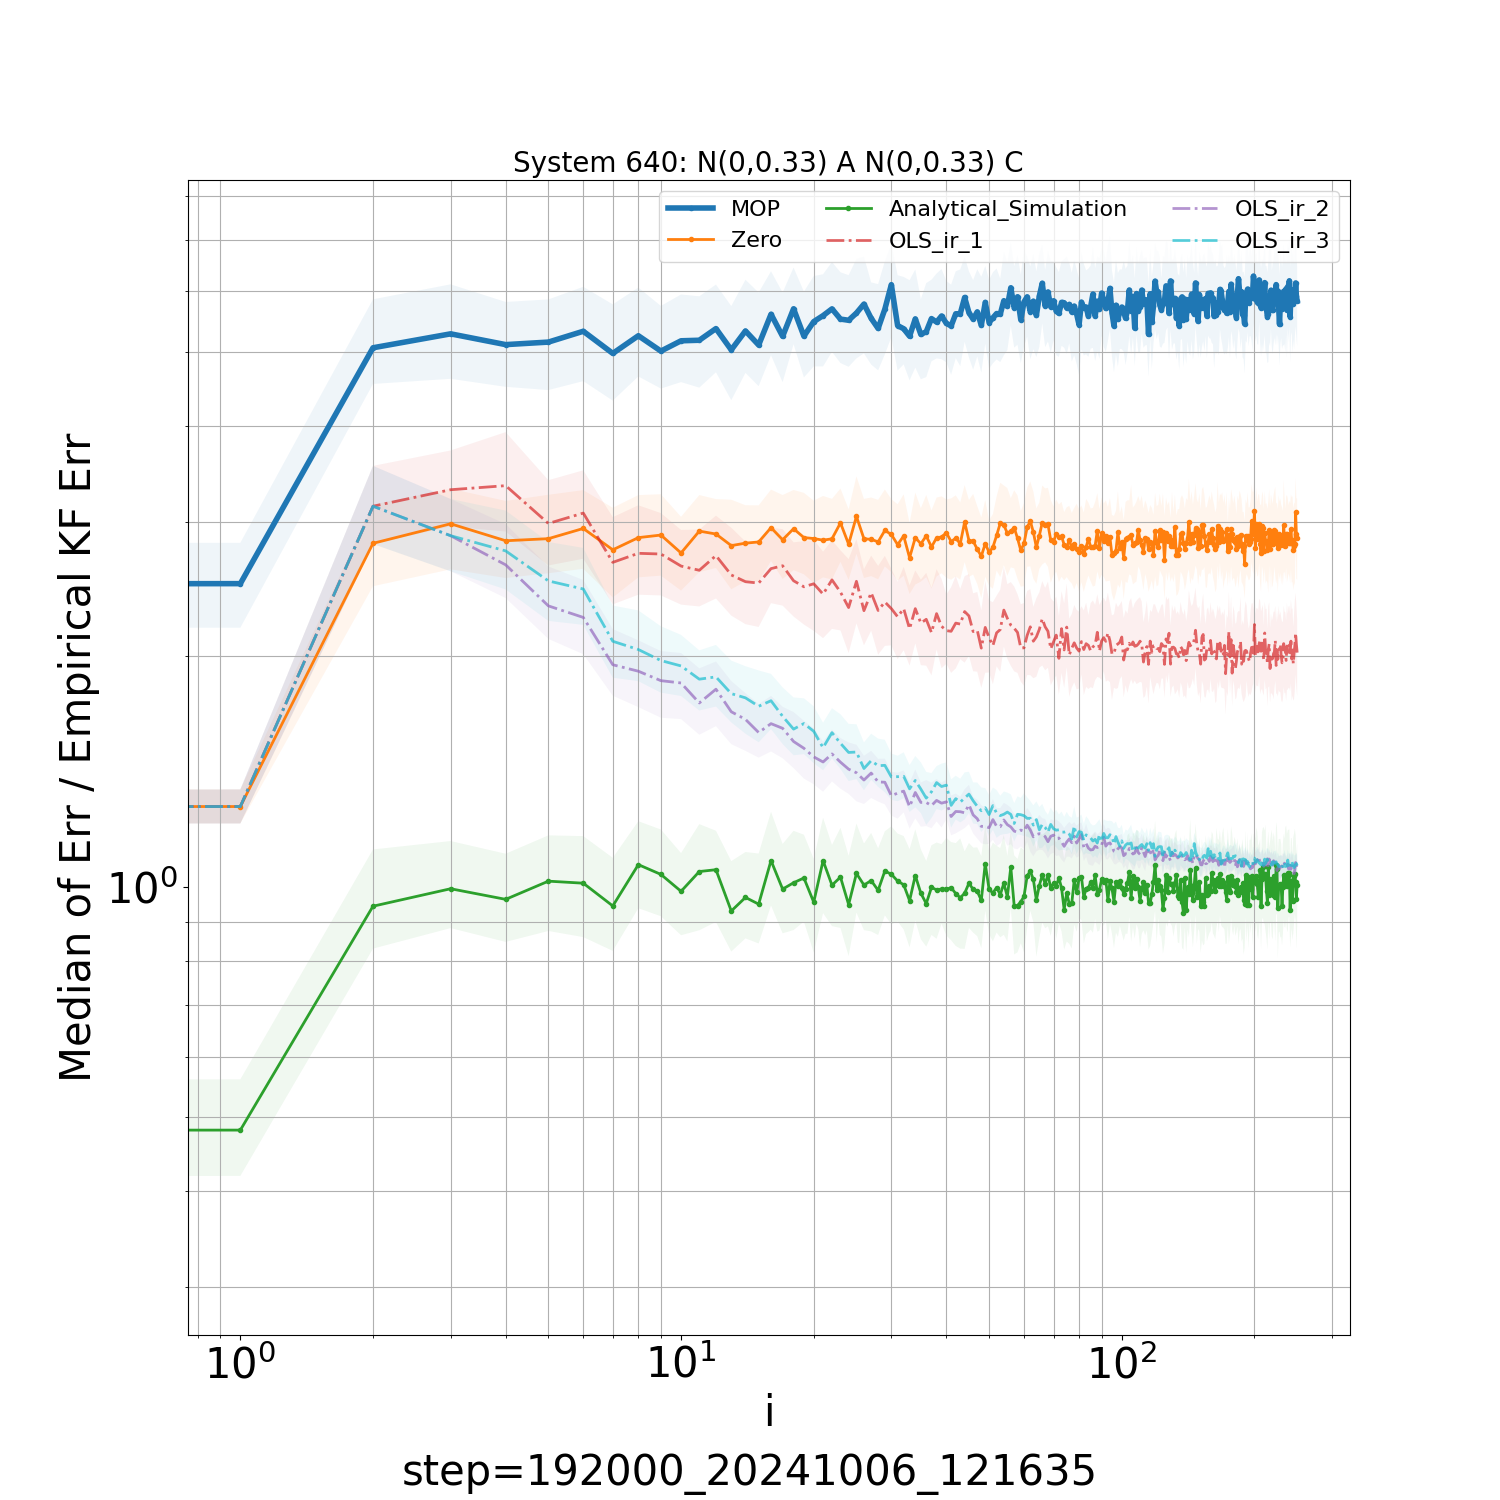 System 640: N(0,0.33) A N(0,0.33) C
MOP
Zero
Analytical_Simulation
OLS_ir_1
OLS_ir_2
OLS_ir_3
Median of Err / Empirical KF Err
10⁰
10⁰ 10¹ 10²
i
step=192000_20241006_121635